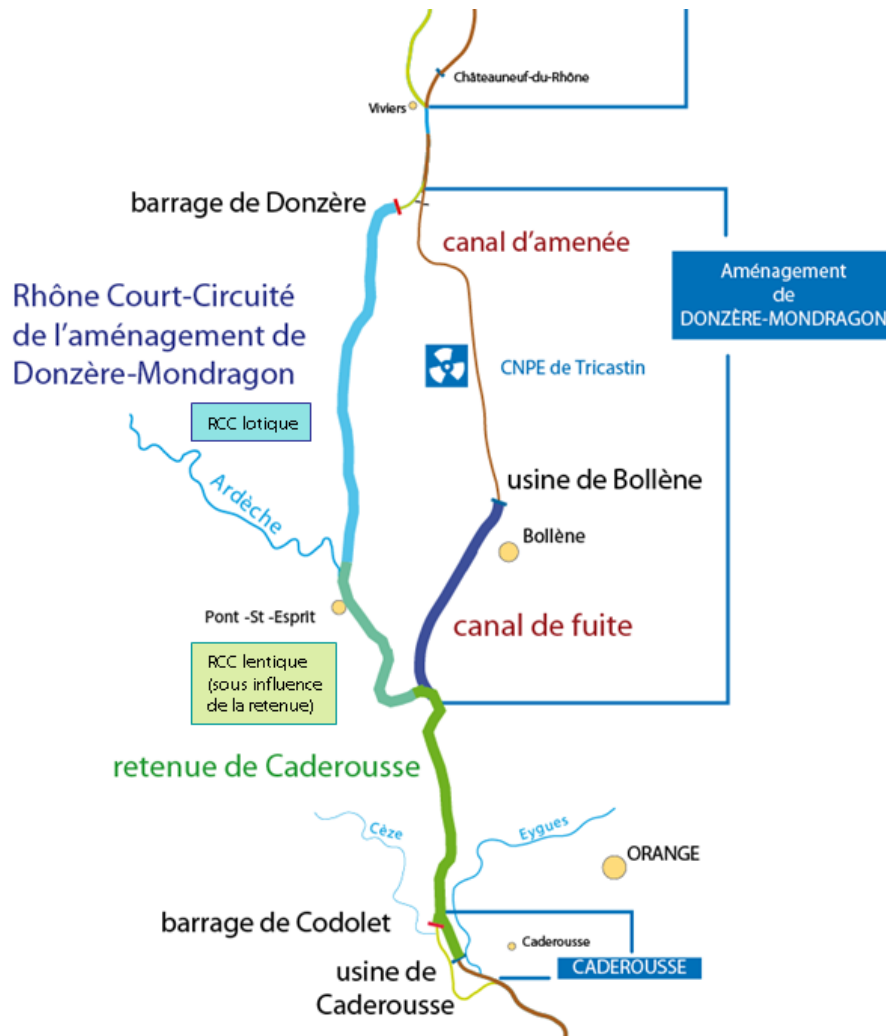 Châteauneuf-du-Rhône
Viviers
barrage de Donzère
canal d'amenée
Aménagement
de
DONZÈRE-MONDRAGON
Rhône Court-Circuité
de l'aménagement de
Donzère-Mondragon
CNPE de Tricastin
RCC lotique
Ardèche
usine de Bollène
Bollène
Pont -St -Esprit
canal de fuite
RCC lentique
(sous influence
de la retenue)
retenue de Caderousse
Cèze
Eygues
ORANGE
barrage de Codolet
Caderousse
CADEROUSSE
usine de
Caderousse